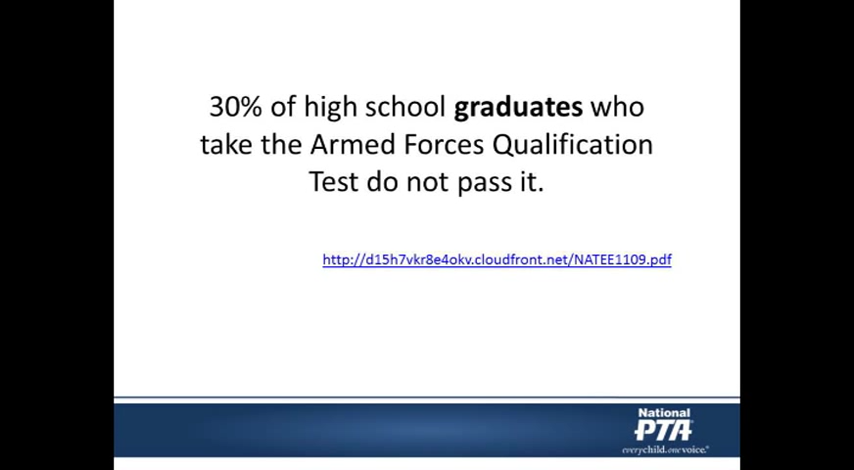 30% of high school graduates who
take the Armed Forces Qualification
Test do not pass it.
http://d15h7vkr8e4okv.cloudfront.net/NATEE1109.pdf
National
PTA
everychild.onevoice.®